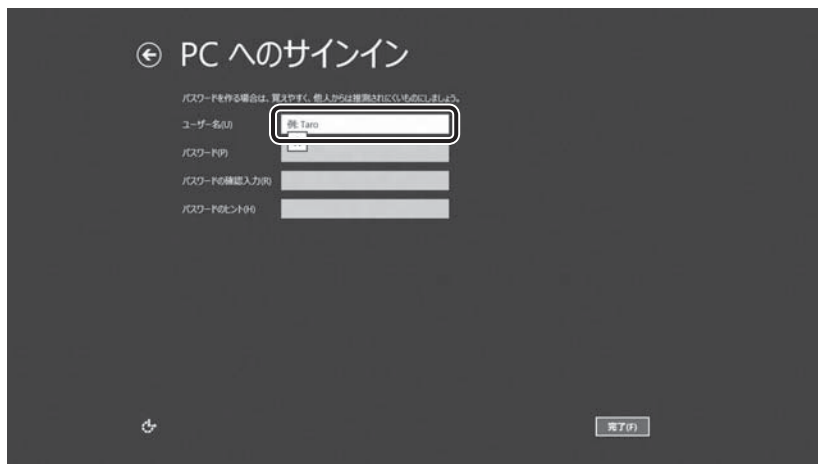 PC へのサインイン
パスワードを作る場合は、覚えやすく、他人からは推測されにくいものにしましょう。
ユーザー名(U)
例: Taro
パスワード(P)
パスワードの確認入力(R)
パスワードのヒント(H)
完了(F)